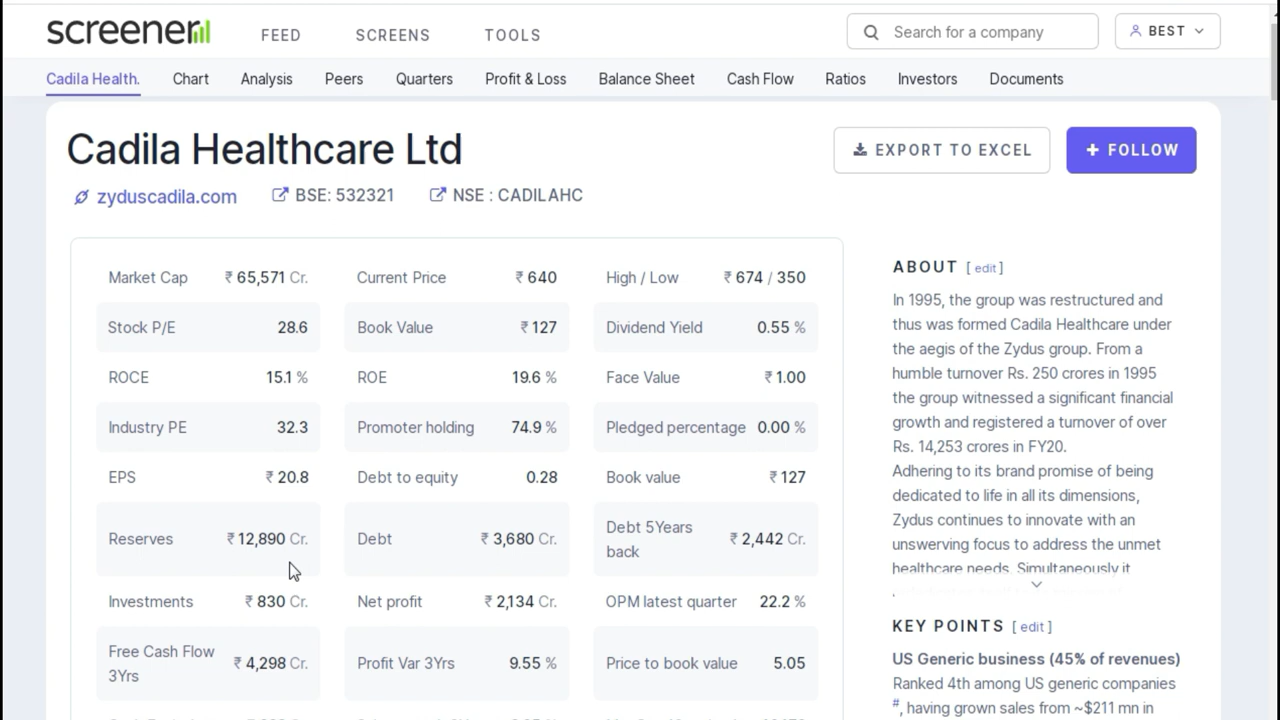 screener
FEED SCREENS TOOLS
Search for a company
BEST
Cadila Health. Chart Analysis Peers Quarters Profit & Loss Balance Sheet Cash Flow Ratios Investors Documents
Cadila Healthcare Ltd
EXPORT TO EXCEL
+ FOLLOW
zyduscadila.com BSE: 532321 NSE : CADILAHC
Market Cap ₹ 65,571 Cr. Current Price ₹ 640 High / Low ₹ 674 / 350
Stock P/E 28.6 Book Value ₹ 127 Dividend Yield 0.55 %
ROCE 15.1 % ROE 19.6 % Face Value ₹ 1.00
Industry PE 32.3 Promoter holding 74.9 % Pledged percentage 0.00 %
EPS ₹ 20.8 Debt to equity 0.28 Book value ₹ 127
Reserves ₹ 12,890 Cr. Debt ₹ 3,680 Cr. Debt 5Years
back ₹ 2,442 Cr.
Investments ₹ 830 Cr. Net profit ₹ 2,134 Cr. OPM latest quarter 22.2 %
Free Cash Flow
3Yrs ₹ 4,298 Cr. Profit Var 3Yrs 9.55 % Price to book value 5.05
ABOUT [ edit ]
In 1995, the group was restructured and
thus was formed Cadila Healthcare under
the aegis of the Zydus group. From a
humble turnover Rs. 250 crores in 1995
the group witnessed a significant financial
growth and registered a turnover of over
Rs. 14,253 crores in FY20.
Adhering to its brand promise of being
dedicated to life in all its dimensions,
Zydus continues to innovate with an
unswerving focus to address the unmet
healthcare needs. Simultaneously it
KEY POINTS [ edit ]
US Generic business (45% of revenues)
Ranked 4th among US generic companies
#, having grown sales from ~$211 mn in